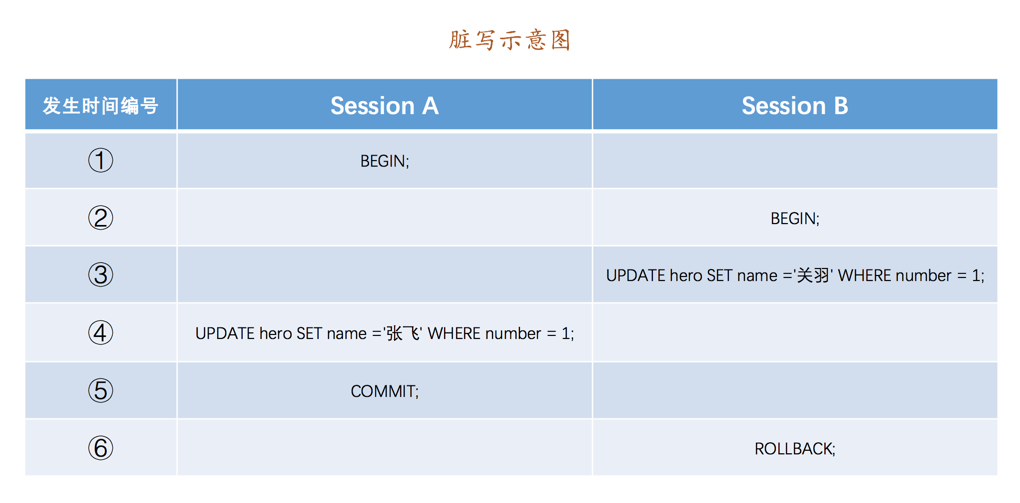 脏写示意图
发生时间编号 Session A Session B
① BEGIN;
② BEGIN;
③ UPDATE hero SET name ='关羽' WHERE number = 1;
④ UPDATE hero SET name ='张飞' WHERE number = 1;
⑤ COMMIT;
⑥ ROLLBACK;